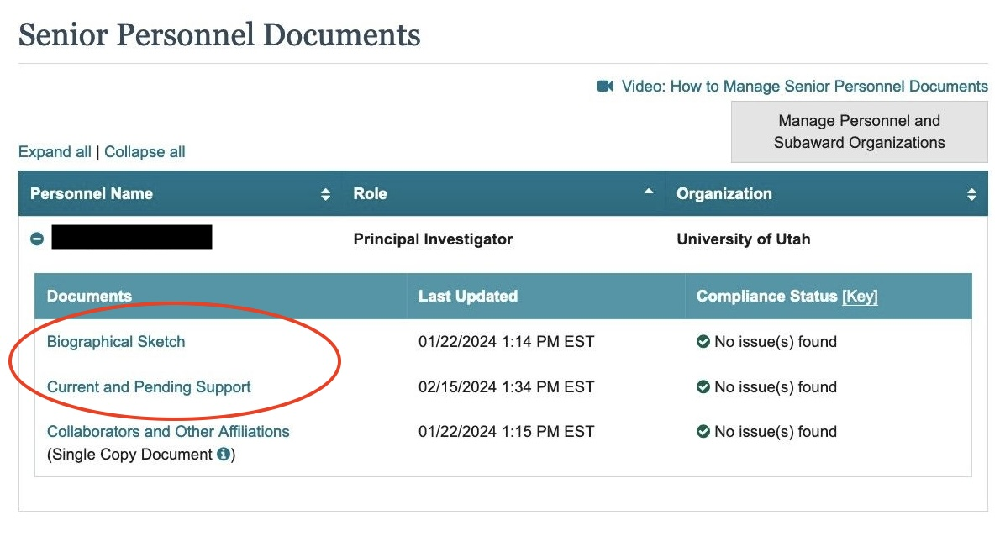 Senior Personnel Documents
Video: How to Manage Senior Personnel Documents
Manage Personnel and
Subaward Organizations
Expand all | Collapse all
Personnel Name Role Organization
Principal Investigator University of Utah
Documents Last Updated Compliance Status [Key]
Biographical Sketch 01/22/2024 1:14 PM EST No issue(s) found
Current and Pending Support 02/15/2024 1:34 PM EST No issue(s) found
Collaborators and Other Affiliations 01/22/2024 1:15 PM EST No issue(s) found
(Single Copy Document i)